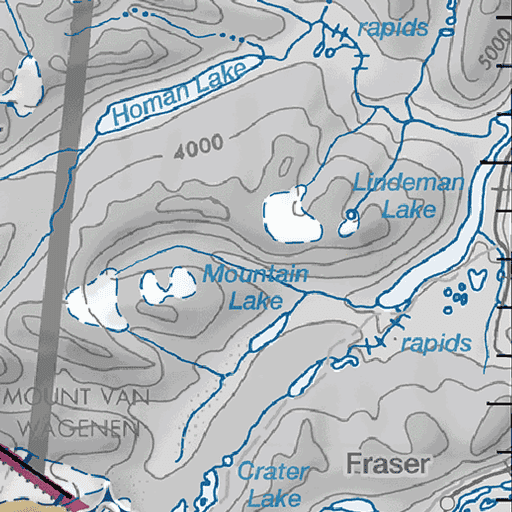 rapids
5000
Homan Lake
4000
Lindeman
Lake
Mountain
Lake
rapids
MOUNT VAN
WAGENEN
Fraser
Crater
Lake